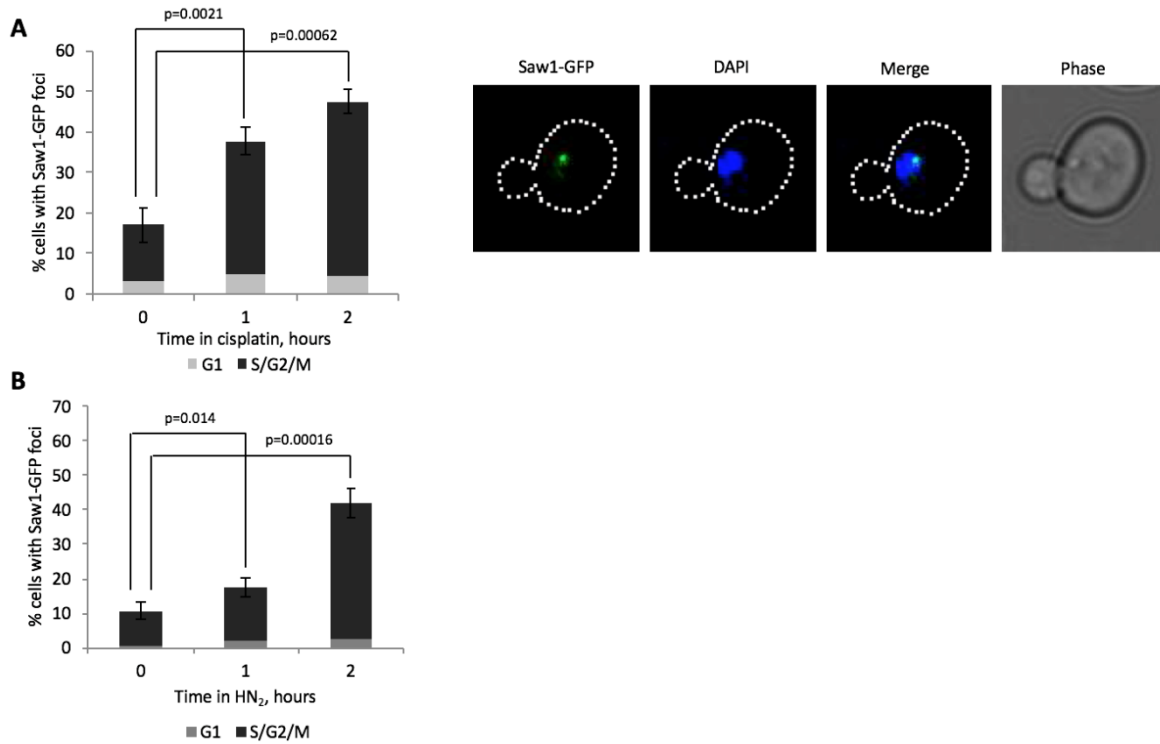 A
p=0.0021
p=0.00062
% cells with Saw1-GFP foci
60
50
40
30
20
10
0
0 1 2
Time in cisplatin, hours
G1 S/G2/M
Saw1-GFP DAPI Merge Phase
B
p=0.014
p=0.00016
% cells with Saw1-GFP foci
70
60
50
40
30
20
10
0
0 1 2
Time in HN₂, hours
G1 S/G2/M